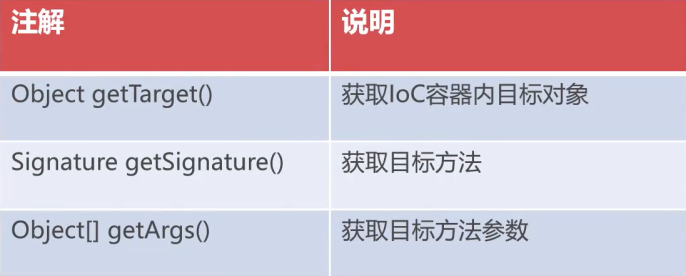 注解 说明
Object getTarget() 获取IoC容器内目标对象
Signature getSignature() 获取目标方法
Object[] getArgs() 获取目标方法参数